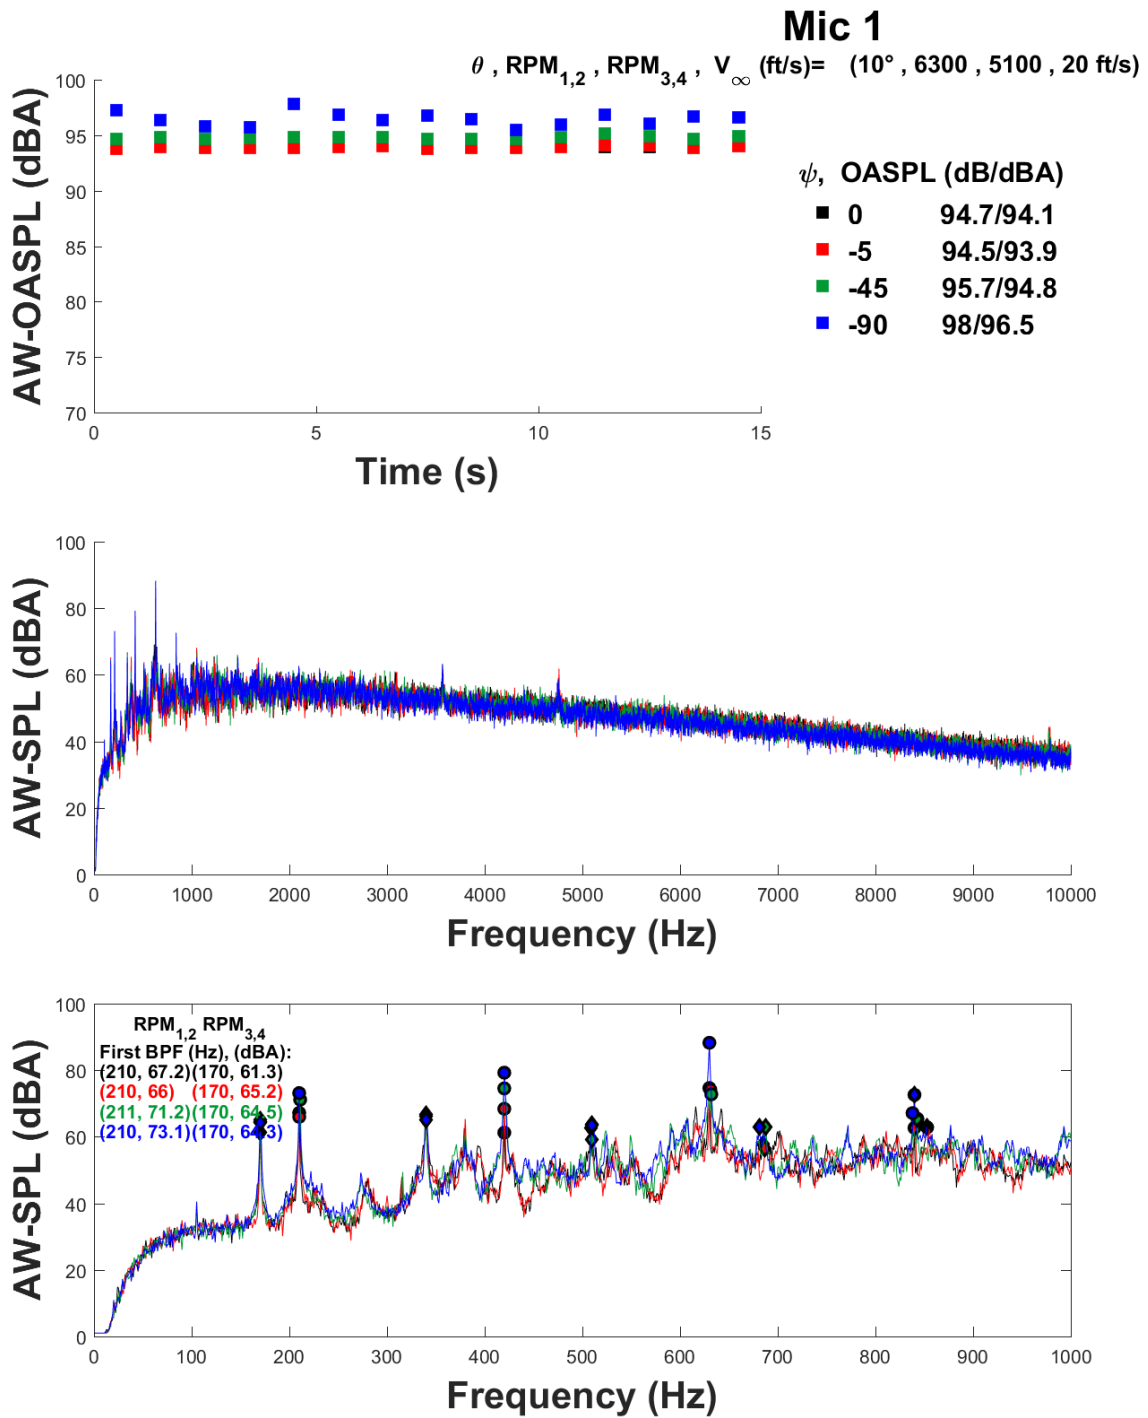 Mic 1
θ , RPM1,2 , RPM3,4 , V∞ (ft/s)= (10° , 6300 , 5100 , 20 ft/s)
100
95
90
85
80
75
70
AW-OASPL (dBA)
0 5 10 15
Time (s)
ψ, OASPL (dB/dBA)
0 94.7/94.1
-5 94.5/93.9
-45 95.7/94.8
-90 98/96.5
100
80
60
40
20
0
AW-SPL (dBA)
0 1000 2000 3000 4000 5000 6000 7000 8000 9000 10000
Frequency (Hz)
100
80
60
40
20
0
AW-SPL (dBA)
RPM1,2 RPM3,4
First BPF (Hz), (dBA):
(210, 67.2)(170, 61.3)
(210, 66) (170, 65.2)
(211, 71.2)(170, 64.5)
(210, 73.1)(170, 64.3)
0 100 200 300 400 500 600 700 800 900 1000
Frequency (Hz)